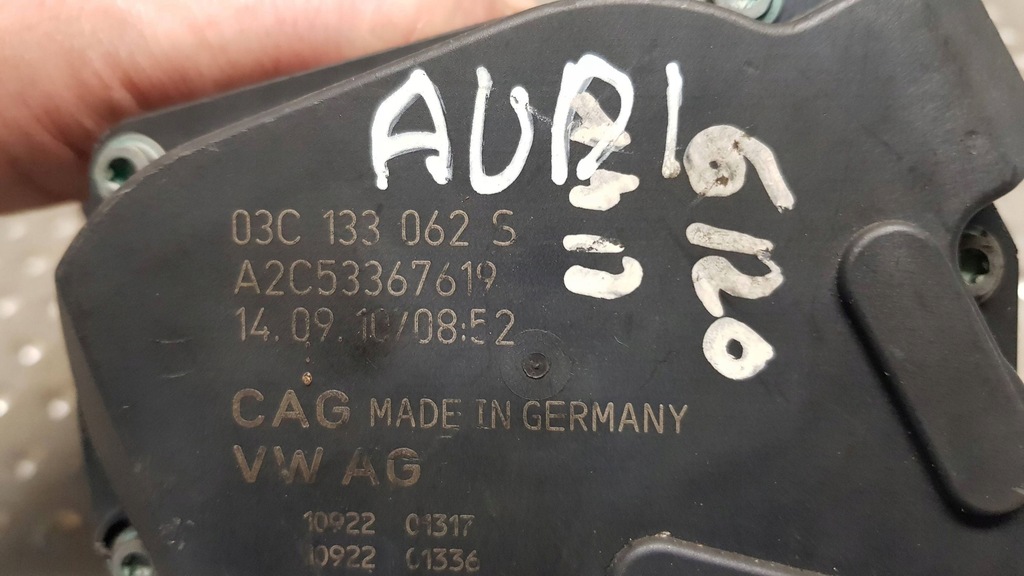 AUDI
03C 133 062 S
A2C53367619
14.09.10/08:52
CAG MADE IN GERMANY
VW AG
10922 01317
10922 01336